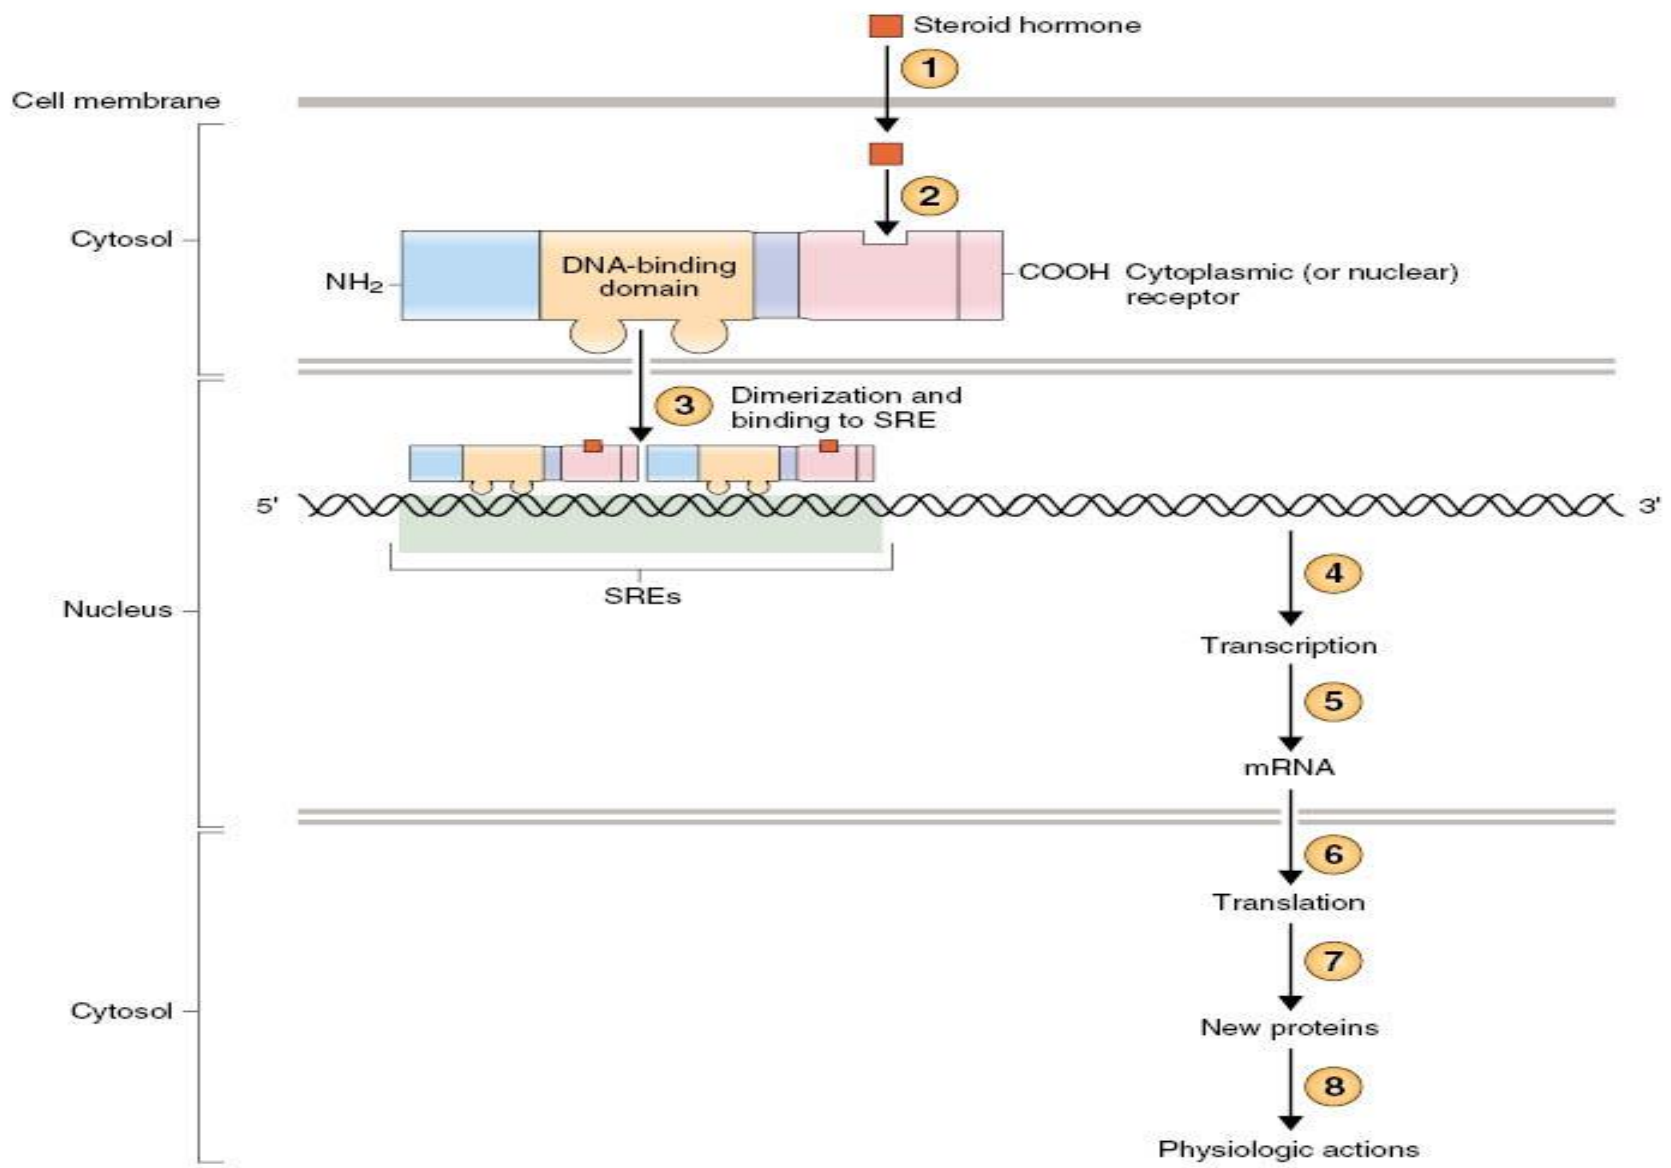 Steroid hormone
1
Cell membrane
2
Cytosol
NH2
DNA-binding
domain
COOH Cytoplasmic (or nuclear)
receptor
3
Dimerization and
binding to SRE
5'
3'
SREs
4
Nucleus
Transcription
5
mRNA
6
Translation
7
Cytosol
New proteins
8
Physiologic actions